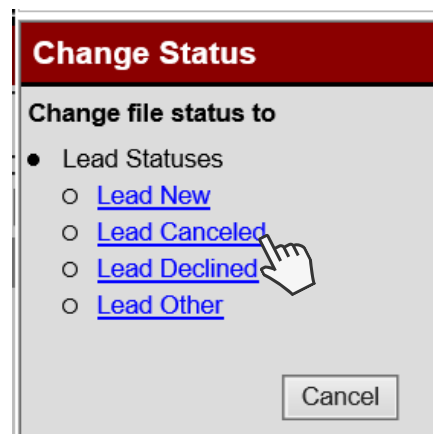 Change Status
Change file status to
Lead Statuses
Lead New
Lead Canceled
Lead Declined
Lead Other
Cancel